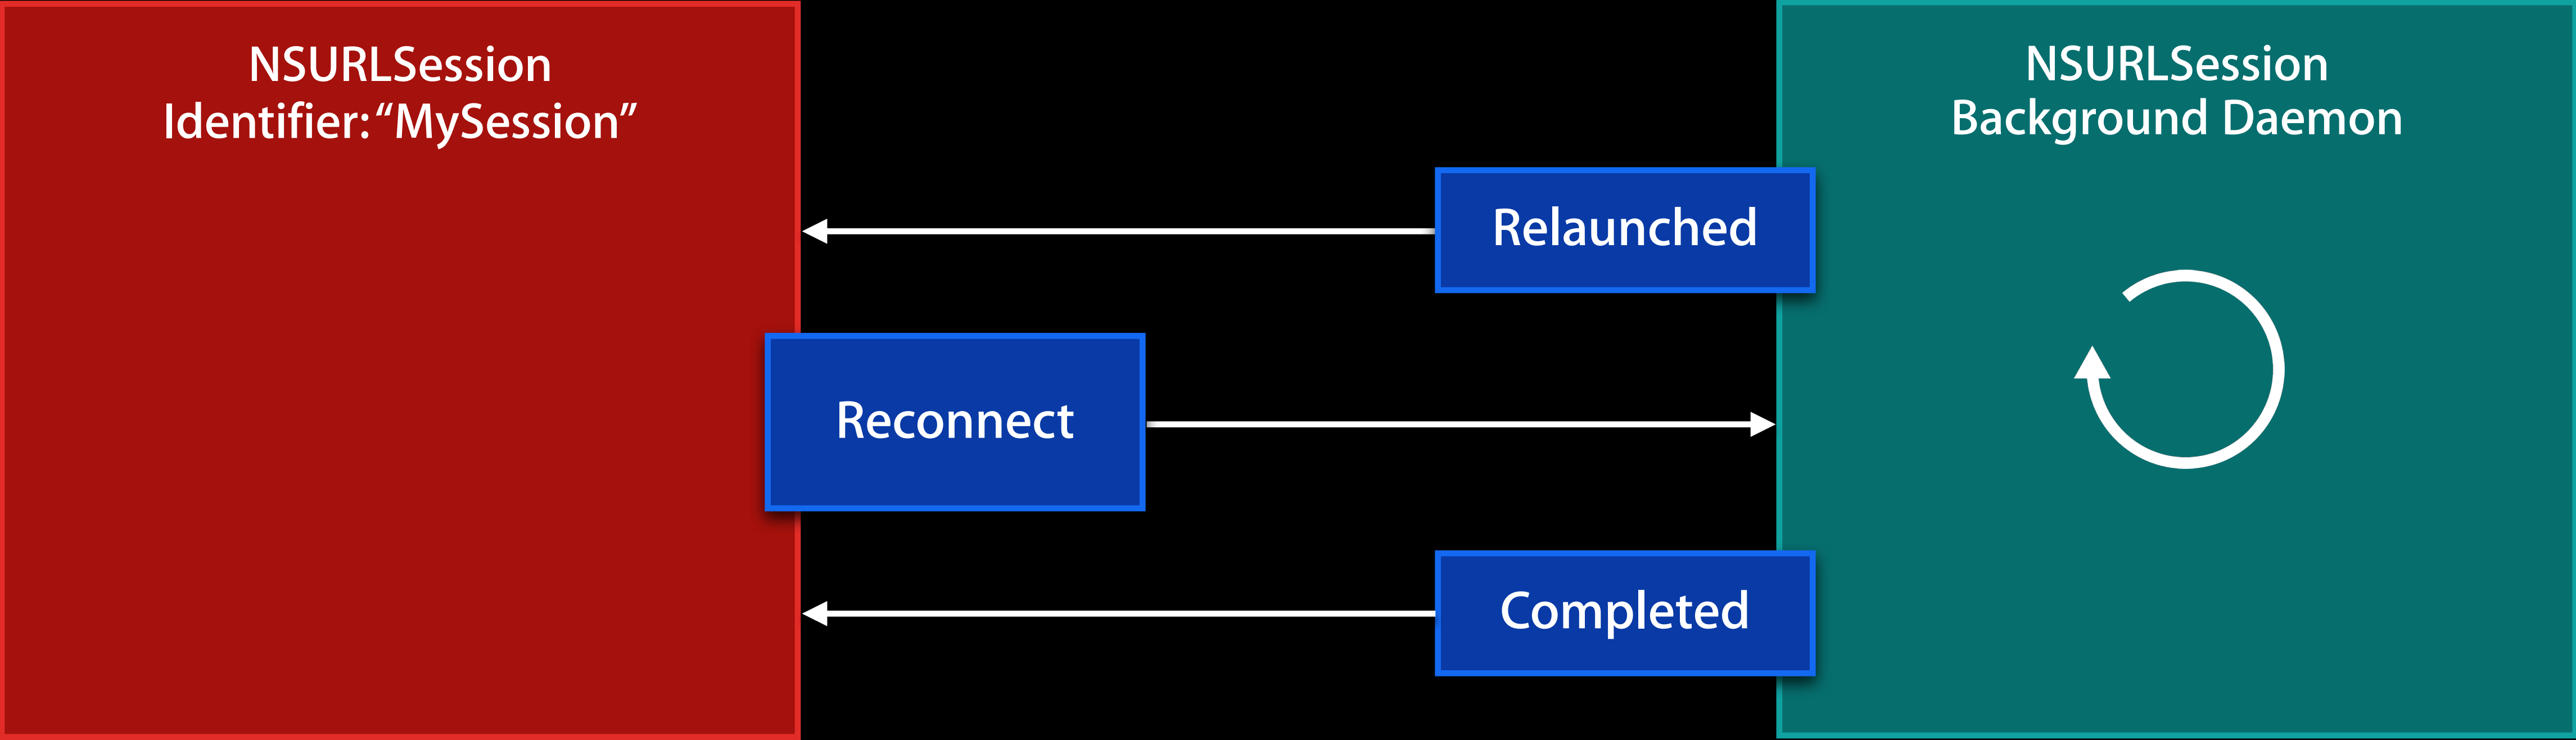 NSURLSession
Identifier: “MySession”
NSURLSession
Background Daemon
Relaunched
Reconnect
Completed